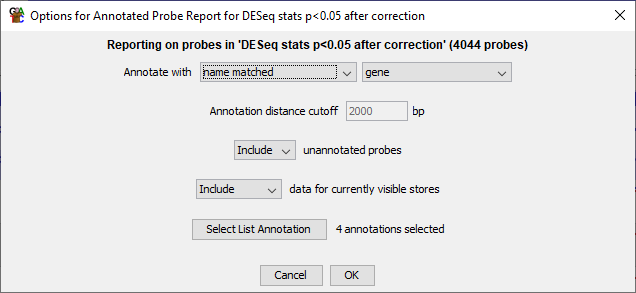 Options for Annotated Probe Report for DESeq stats p<0.05 after correction
Reporting on probes in 'DESeq stats p<0.05 after correction' (4044 probes)
Annotate with name matched gene
Annotation distance cutoff 2000 bp
Include unannotated probes
Include data for currently visible stores
Select List Annotation 4 annotations selected
Cancel OK